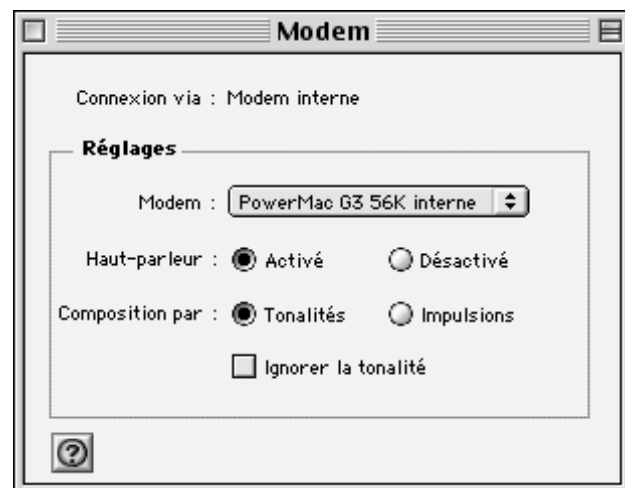 Modem
Connexion via : Modem interne
Réglages
Modem : PowerMac G3 56K interne
Haut-parleur : Activé Désactivé
Composition par : Tonalités Impulsions
Ignorer la tonalité
?